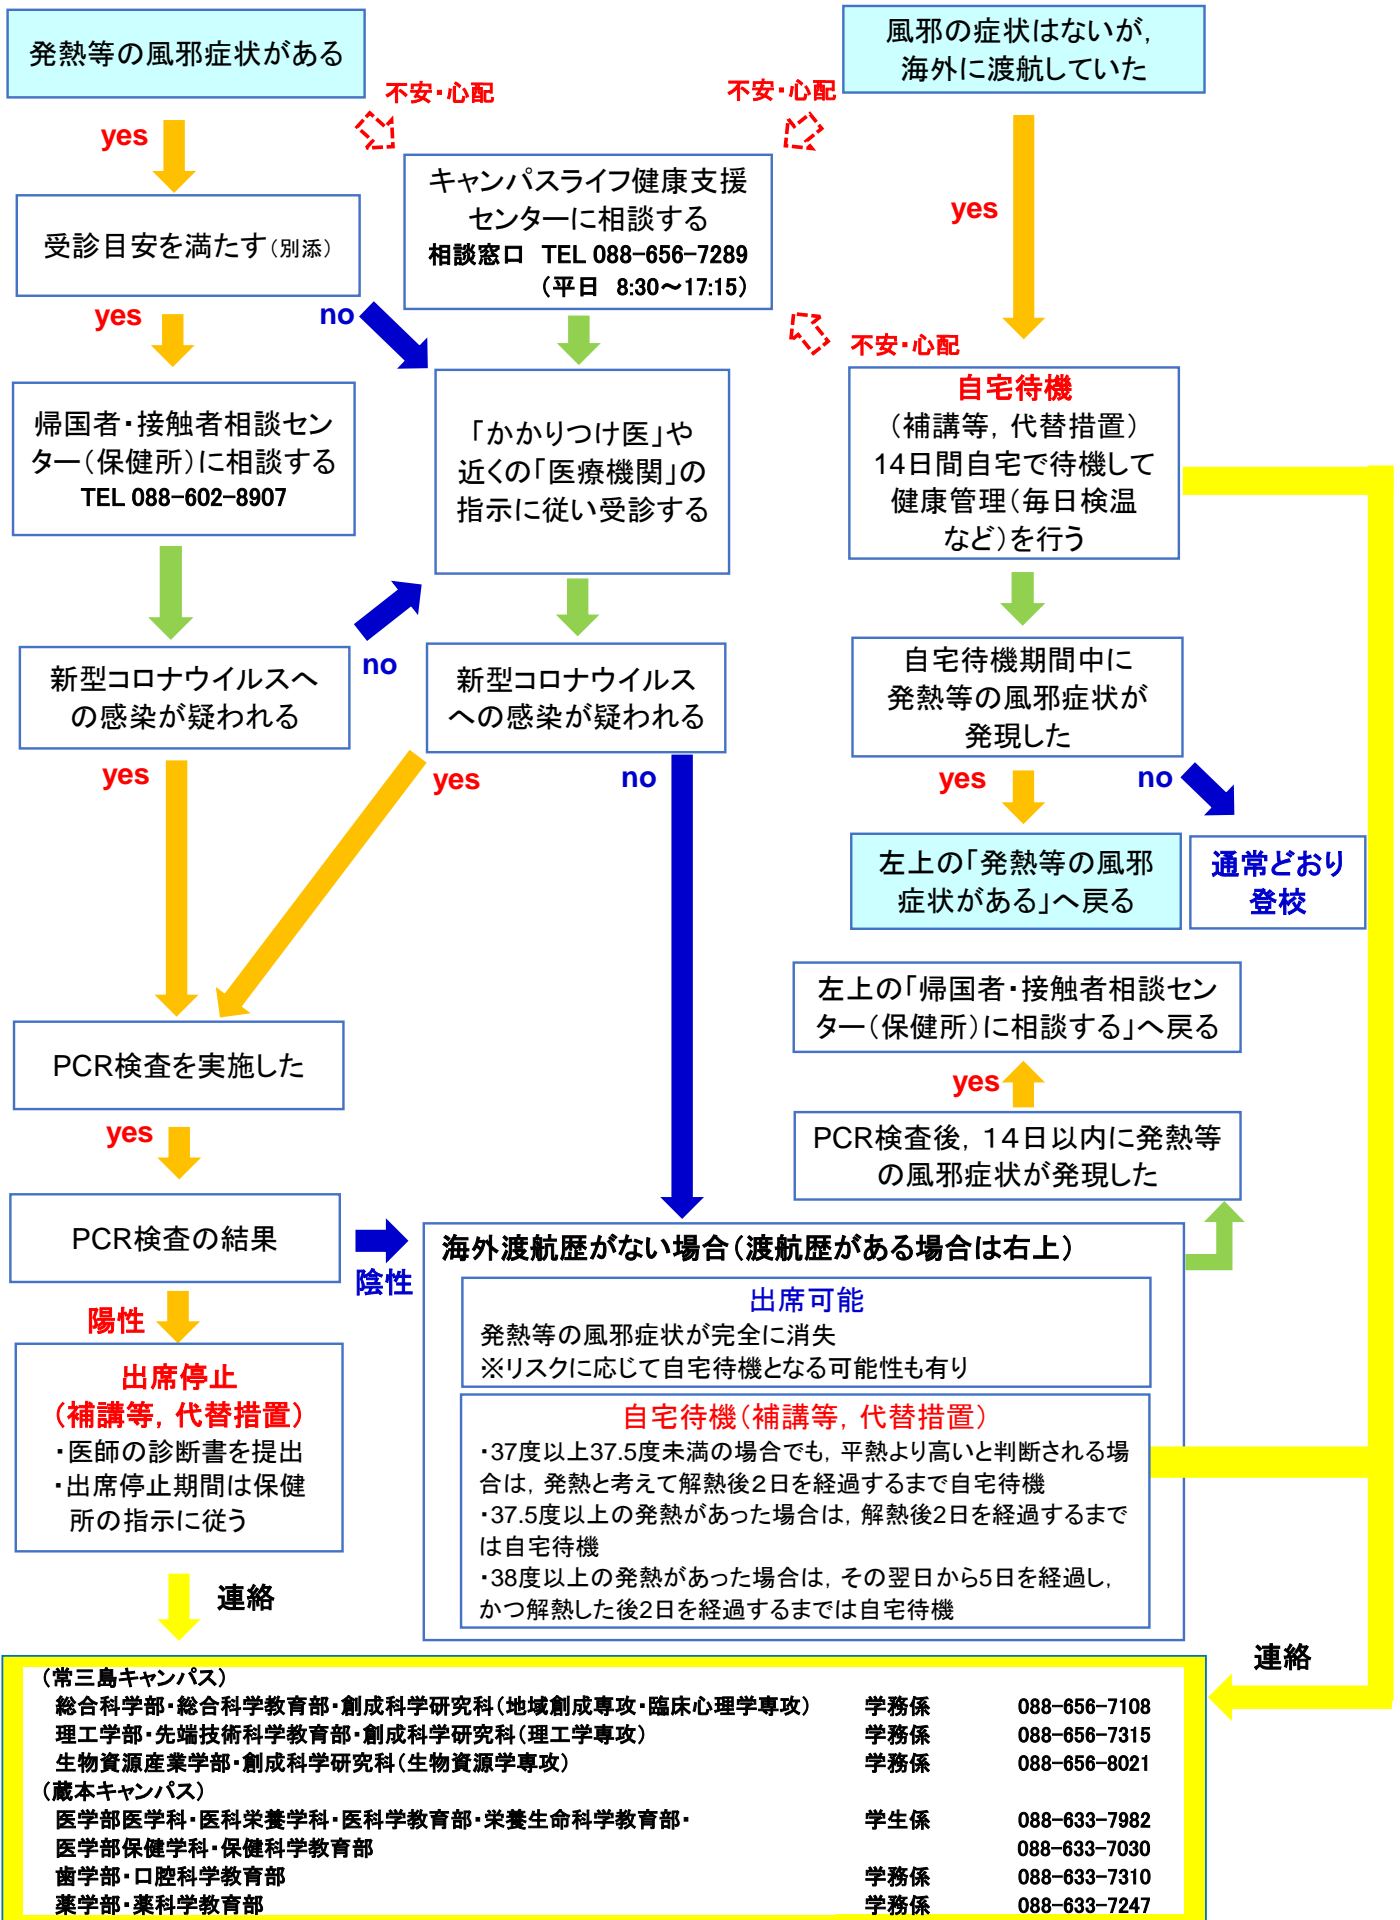 発熱等の風邪症状がある
風邪の症状はないが，
海外に渡航していた
不安・心配
不安・心配
yes
キャンパスライフ健康支援
センターに相談する
相談窓口　TEL 088-656-7289
（平日　8:30～17:15）
yes
受診目安を満たす（別添）
yes
no
不安・心配
帰国者・接触者相談セン
ター（保健所）に相談する
TEL 088-602-8907
「かかりつけ医」や
近くの「医療機関」の
指示に従い受診する
自宅待機
（補講等，代替措置）
14日間自宅で待機して
健康管理（毎日検温
など）を行う
no
新型コロナウイルスへ
の感染が疑われる
新型コロナウイルス
への感染が疑われる
自宅待機期間中に
発熱等の風邪症状が
発現した
yes
yes
no
yes
no
左上の「発熱等の風邪
症状がある」へ戻る
通常どおり
登校
左上の「帰国者・接触者相談セン
ター（保健所）に相談する」へ戻る
PCR検査を実施した
yes
yes
PCR検査後，14日以内に発熱等
の風邪症状が発現した
PCR検査の結果
陰性
陽性
海外渡航歴がない場合（渡航歴がある場合は右上）
出席可能
発熱等の風邪症状が完全に消失
※リスクに応じて自宅待機となる可能性も有り
出席停止
（補講等，代替措置）
・医師の診断書を提出
・出席停止期間は保健
所の指示に従う
自宅待機（補講等，代替措置）
・37度以上37.5度未満の場合でも，平熱より高いと判断される場
合は，発熱と考えて解熱後2日を経過するまで自宅待機
・37.5度以上の発熱があった場合は，解熱後2日を経過するまで
は自宅待機
・38度以上の発熱があった場合は，その翌日から5日を経過し，
かつ解熱した後2日を経過するまでは自宅待機
連絡
連絡
（常三島キャンパス）
総合科学部・総合科学教育部・創成科学研究科（地域創成専攻・臨床心理学専攻）　学務係　088-656-7108
理工学部・先端技術科学教育部・創成科学研究科（理工学専攻）　学務係　088-656-7315
生物資源産業学部・創成科学研究科（生物資源学専攻）　学務係　088-656-8021
（蔵本キャンパス）
医学部医学科・医科栄養学科・医科学教育部・栄養生命科学教育部・　学生係　088-633-7982
医学部保健学科・保健科学教育部　088-633-7030
歯学部・口腔科学教育部　学務係　088-633-7310
薬学部・薬科学教育部　学務係　088-633-7247